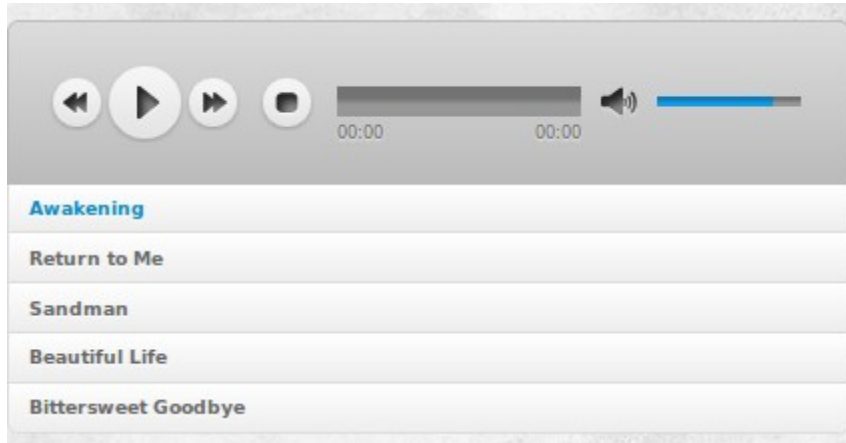 00:00 00:00
Awakening
Return to Me
Sandman
Beautiful Life
Bittersweet Goodbye